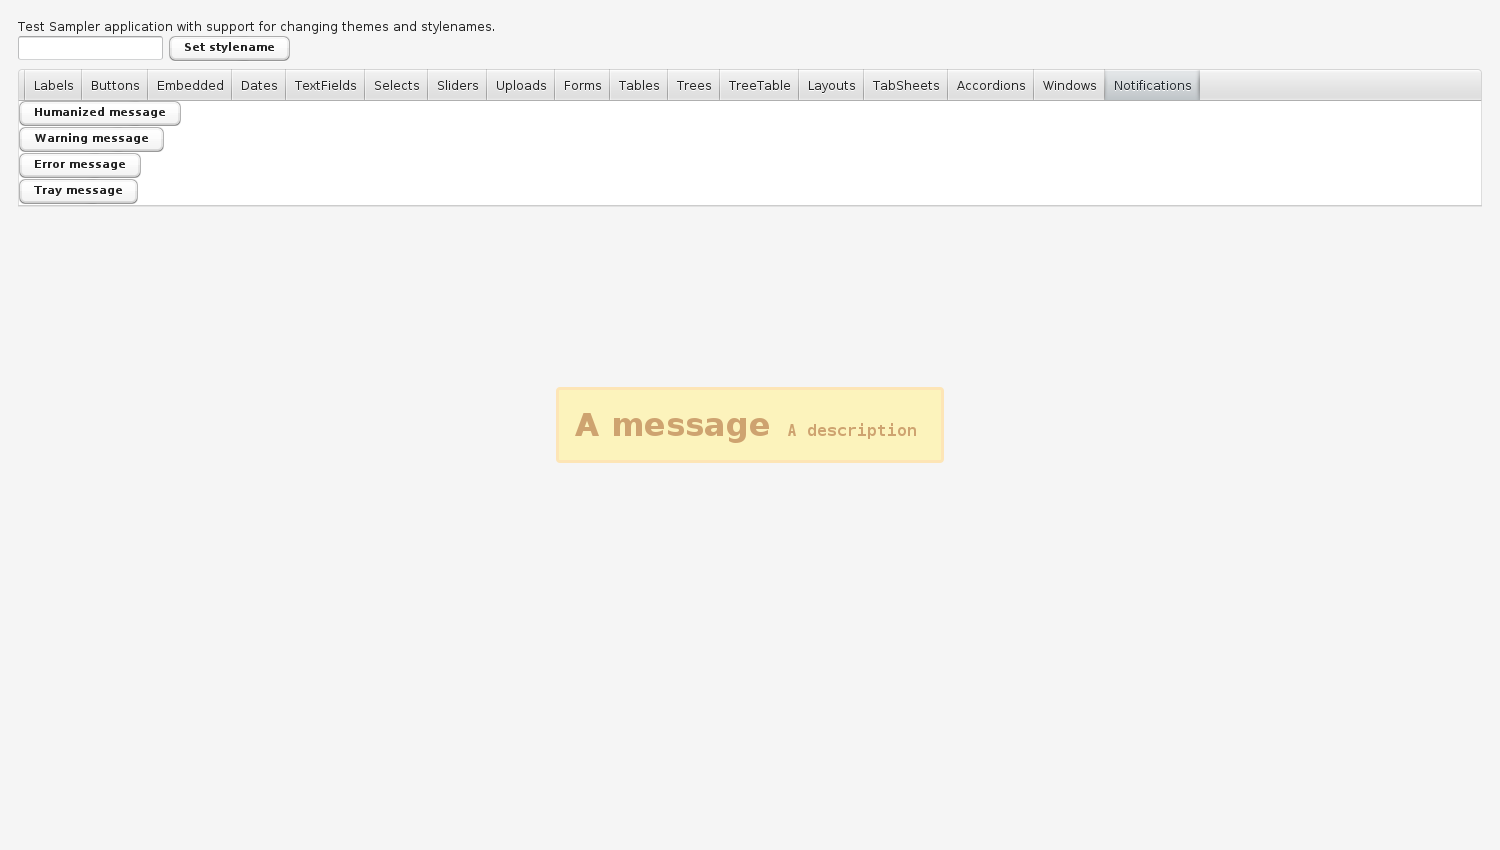 Test Sampler application with support for changing themes and stylenames.
Set stylename
Labels Buttons Embedded Dates TextFields Selects Sliders Uploads Forms Tables Trees TreeTable Layouts TabSheets Accordions Windows Notifications
Humanized message
Warning message
Error message
Tray message
A message A description